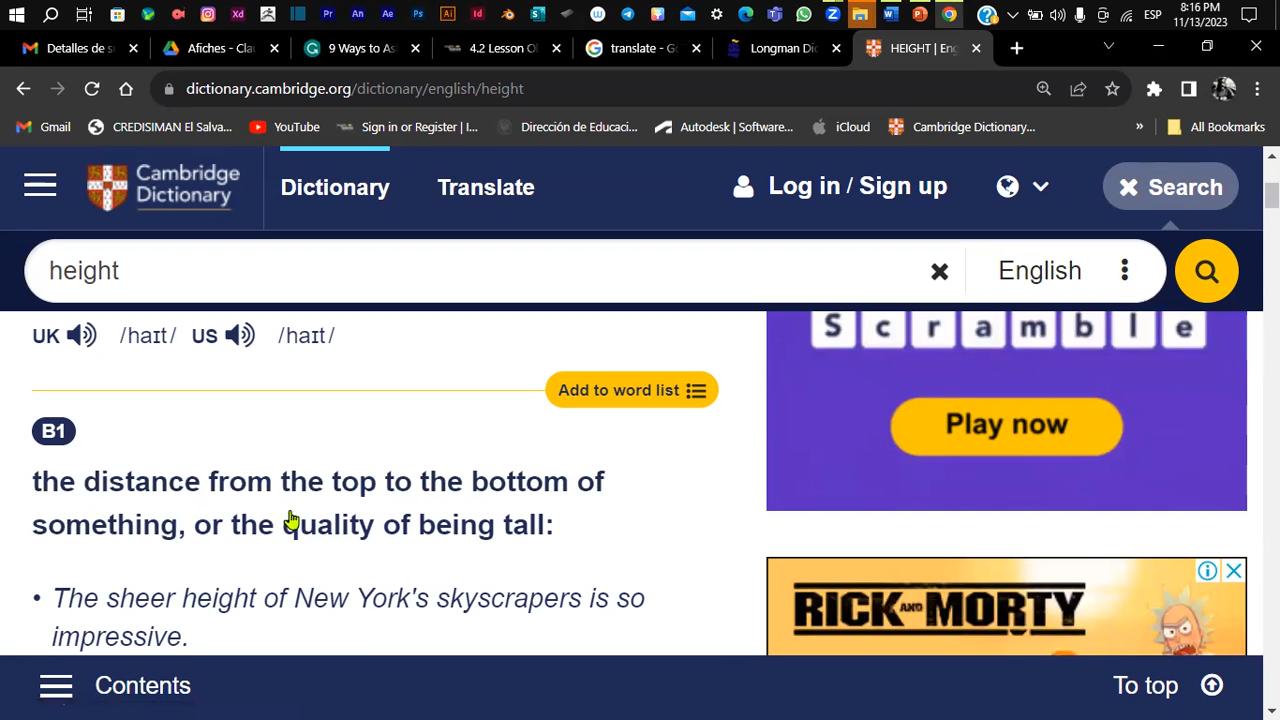 8:16 PM
ESP
11/13/2023
Detalles de su
Afiches - Clau
9 Ways to As
4.2 Lesson O
translate - Go
Longman Dic
HEIGHT | Eng
dictionary.cambridge.org/dictionary/english/height
Gmail
CREDISIMAN El Salva...
YouTube
Sign in or Register | I...
Dirección de Educaci...
Autodesk | Software...
iCloud
Cambridge Dictionary...
»
All Bookmarks
Cambridge
Dictionary
Dictionary
Translate
Log in / Sign up
Search
height
English
UK /haɪt/ US /haɪt/
Scramble
Add to word list
Play now
B1
the distance from the top to the bottom of
something, or the quality of being tall:
• The sheer height of New York's skyscrapers is so
impressive.
RICK AND MORTY
Contents
To top